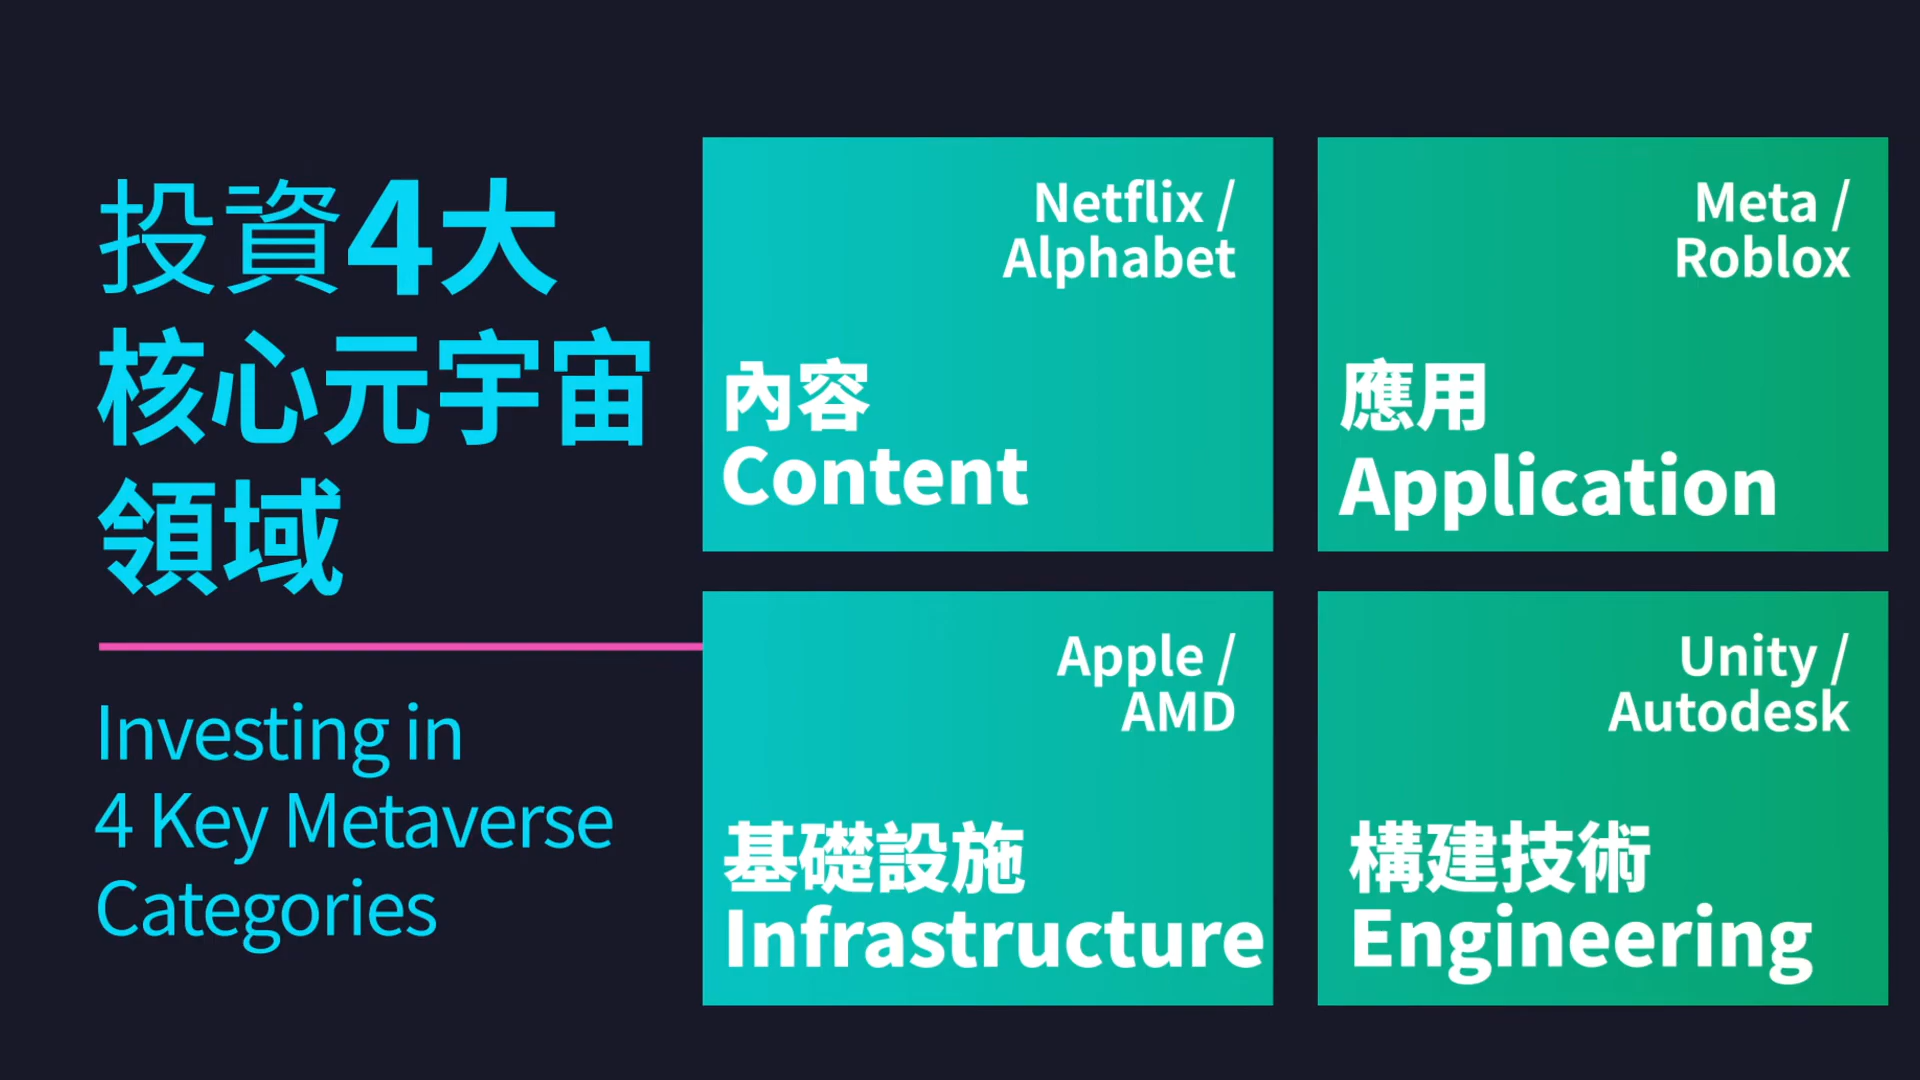 投資4大
核心元宇宙
領域
Investing in
4 Key Metaverse
Categories
Netflix /
Alphabet
內容
Content
Meta /
Roblox
應用
Application
Apple /
AMD
基礎設施
Infrastructure
Unity /
Autodesk
構建技術
Engineering